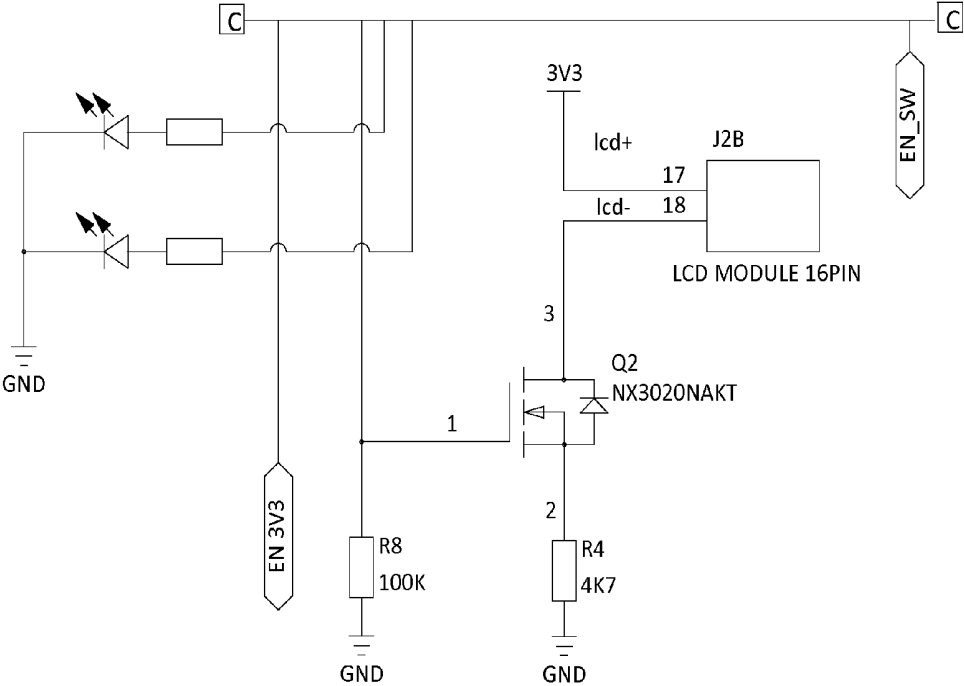 C
C
3V3
EN_SW
lcd+
J2B
17
lcd-
18
LCD MODULE 16PIN
3
GND
Q2
NX3020NAKT
1
EN 3V3
2
R8
100K
R4
4K7
GND
GND